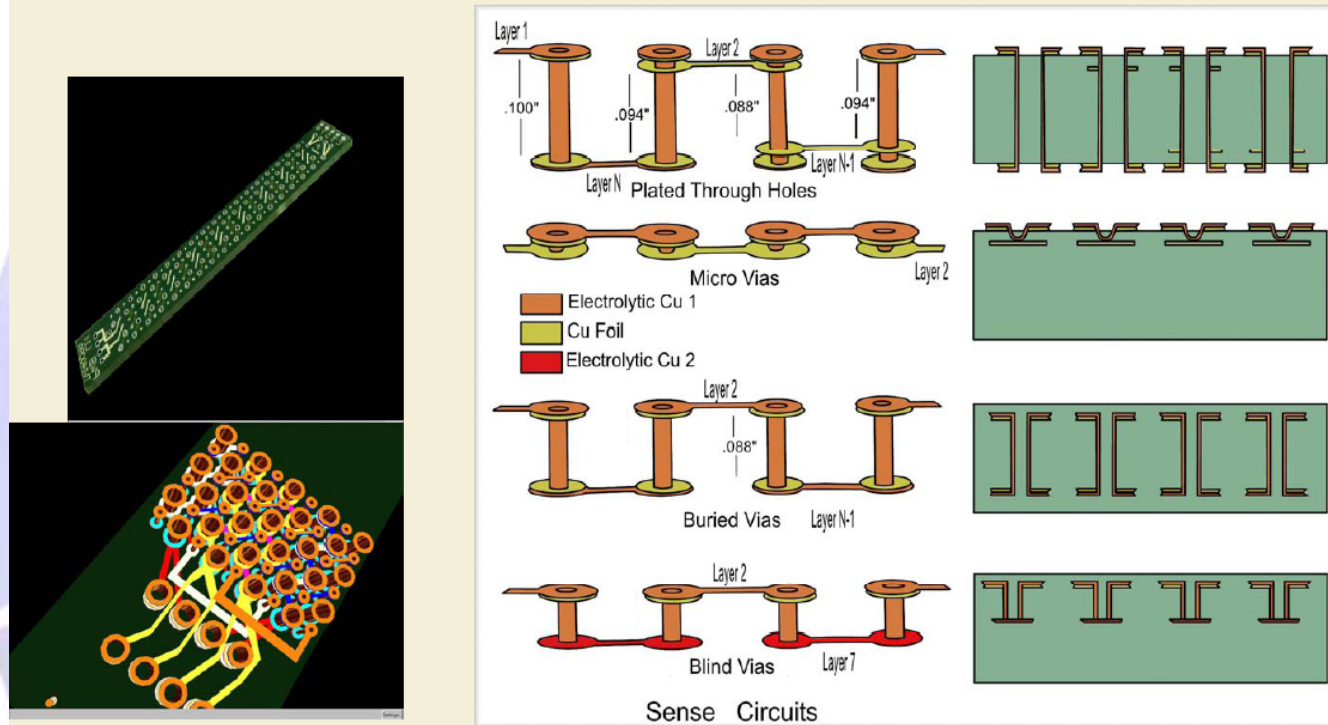 Layer 1
Layer 2
.100"
.094"
.088"
.094"
Layer N
Layer N-1
Plated Through Holes
Micro Vias
Layer 2
Electrolytic Cu 1
Cu Foil
Electrolytic Cu 2
Layer 2
.088"
Buried Vias
Layer N-1
Layer 2
Blind Vias
Layer 7
Sense Circuits